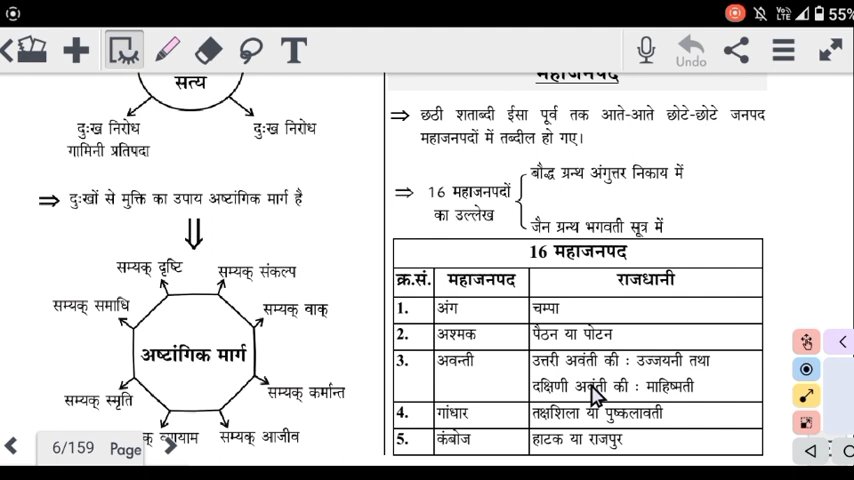 55%
Vo) LTE
T
Undo
सत्य
दुःख निरोध
गामिनी प्रतिपदा
दुःख निरोध
⇒ दुःखों से मुक्ति का उपाय अष्टांगिक मार्ग है
सम्यक् दृष्टि
सम्यक् संकल्प
सम्यक् समाधि
सम्यक् वाक्
अष्टांगिक मार्ग
सम्यक् स्मृति
सम्यक् कर्मान्त
सम्यक् आजीव
6/159 Page
महाजनपद
⇒ छठी शताब्दी ईसा पूर्व तक आते-आते छोटे-छोटे जनपद
महाजनपदों में तब्दील हो गए।
बौद्ध ग्रन्थ अंगुत्तर निकाय में
⇒ 16 महाजनपदों
का उल्लेख
जैन ग्रन्थ भगवती सूत्र में
16 महाजनपद
क्र.सं. महाजनपद राजधानी
1. अंग चम्पा
2. अश्मक पैठन या पोटन
3. अवन्ती उत्तरी अवंती की : उज्जयनी तथा
दक्षिणी अवंती की : माहिष्मती
4. गांधार तक्षशिला या पुष्कलावती
5. कंबोज हाटक या राजपुर